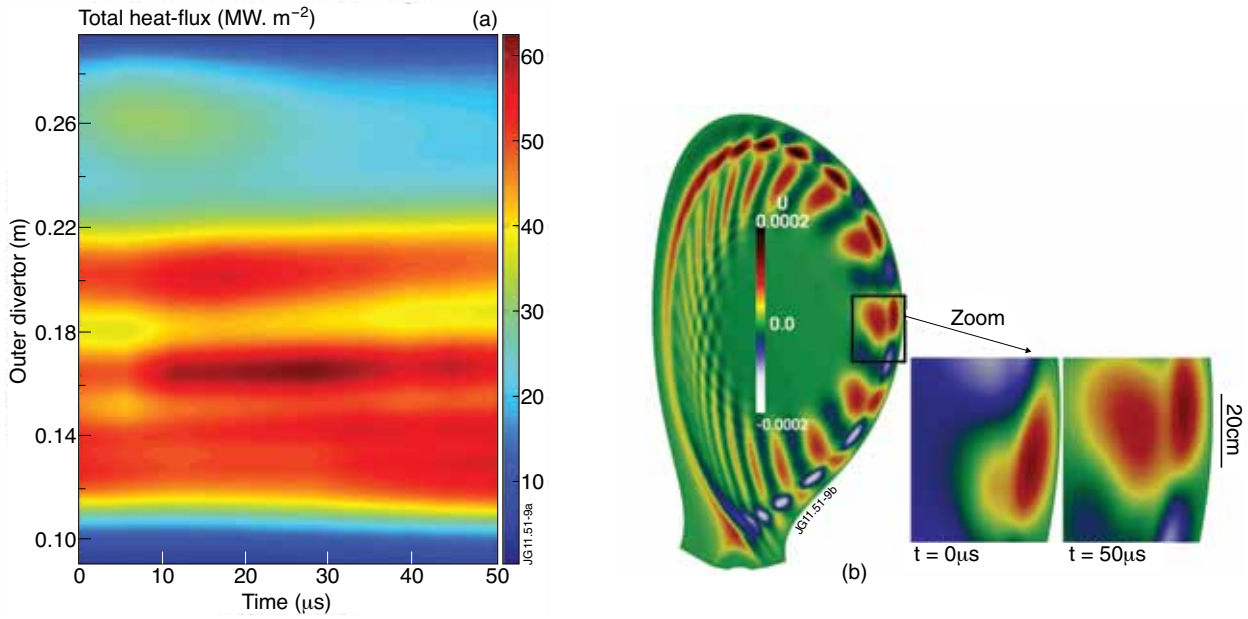 Total heat-flux (MW. m⁻²)
(a)
60
50
40
30
20
10
JG11.51-9a
Outer divertor (m)
0.26
0.22
0.18
0.14
0.10
0
10
20
30
40
50
Time (μs)
U
0.0002
0.0
-0.0002
JG11.51-9b
(b)
Zoom
20cm
t = 0μs
t = 50μs